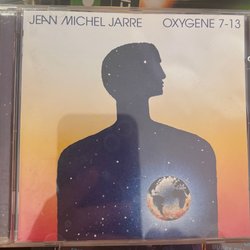 JEAN MICHEL JARRE OXYGENE 7-13